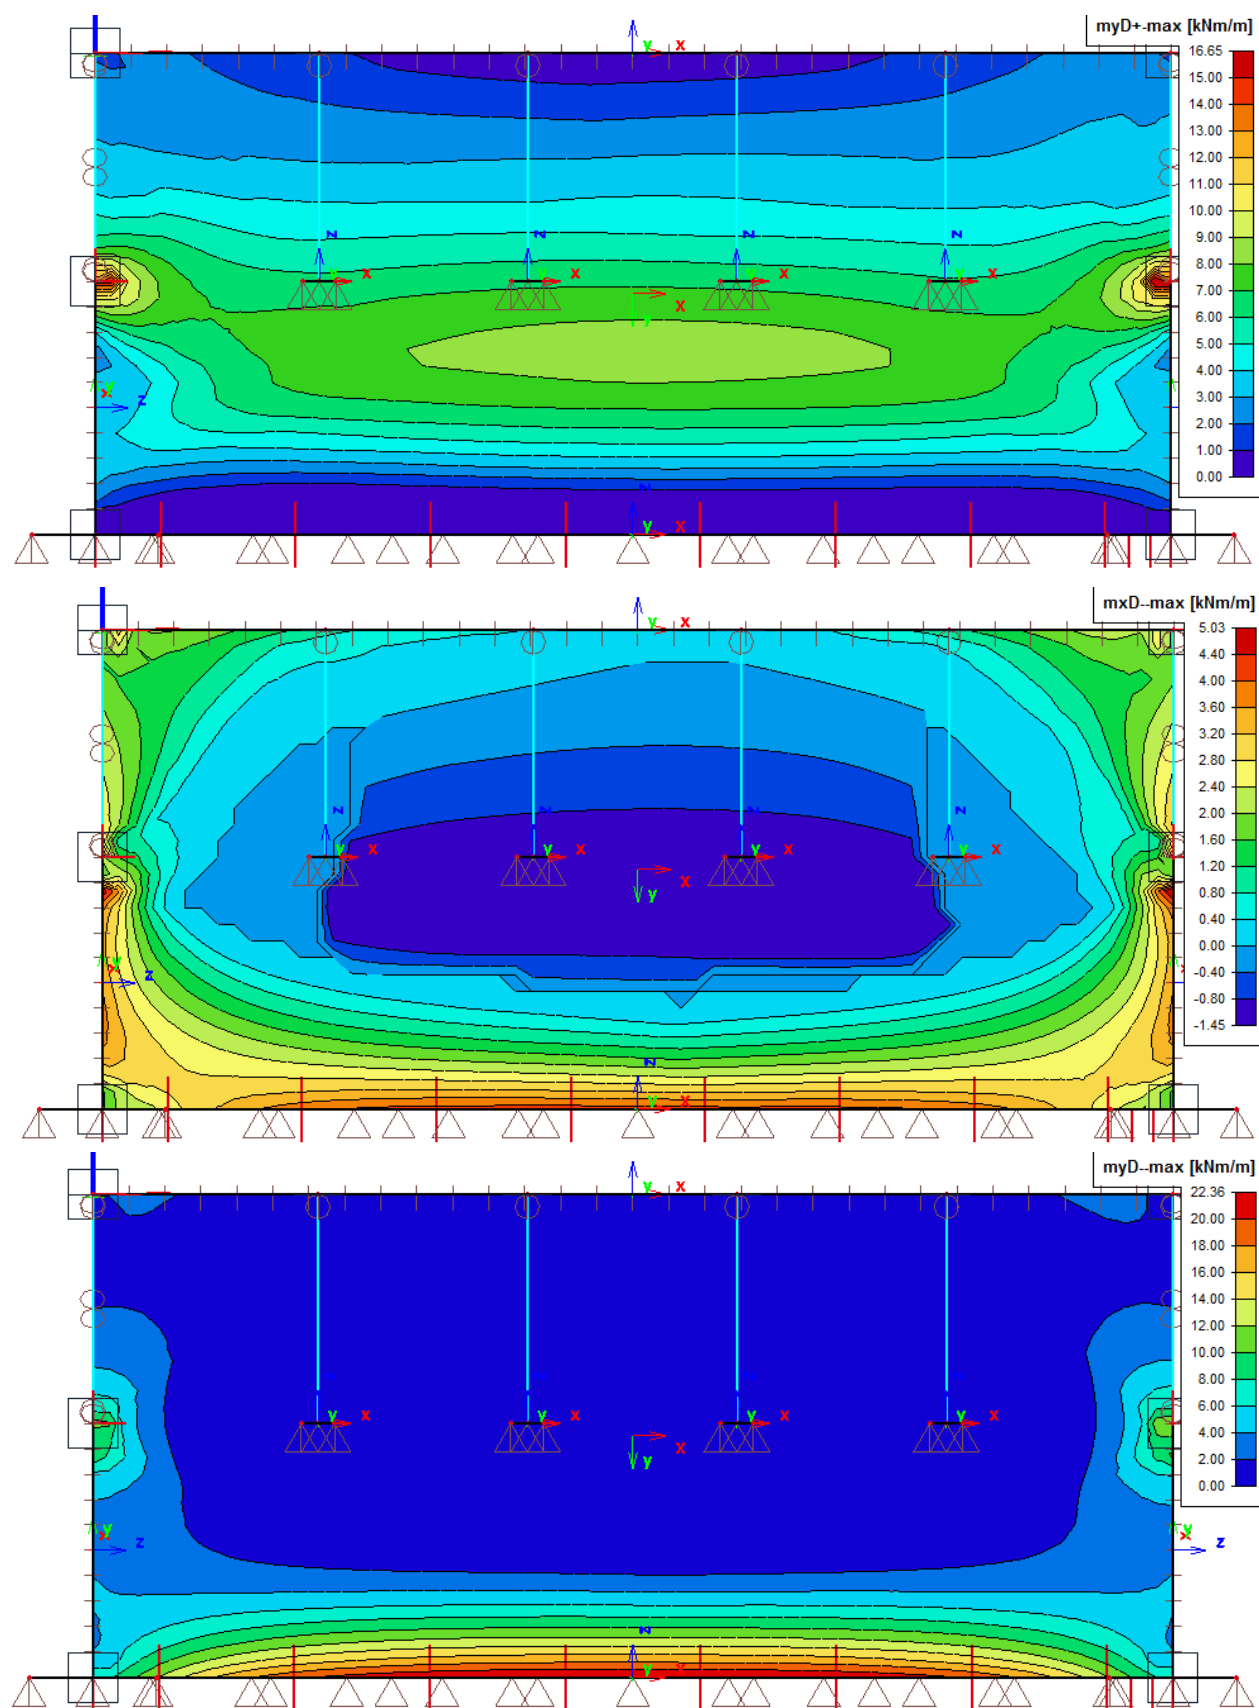 myD+-max [kNm/m]
16.65
15.00
14.00
13.00
12.00
11.00
10.00
9.00
8.00
7.00
6.00
5.00
4.00
3.00
2.00
1.00
0.00
y x
z z z z
y x y x y x y x
x
y
y
x z
z
y x
mxD--max [kNm/m]
5.03
4.40
4.00
3.60
3.20
2.80
2.40
2.00
1.60
1.20
0.80
0.40
0.00
-0.40
-0.80
-1.45
y x
z z z z
y x y x y x y x
x
y
y
x z
z
y x
myD--max [kNm/m]
22.36
20.00
18.00
16.00
14.00
12.00
10.00
8.00
6.00
4.00
2.00
0.00
y x
y x y x y x y x
x
y
y y
x z x z
z
y x